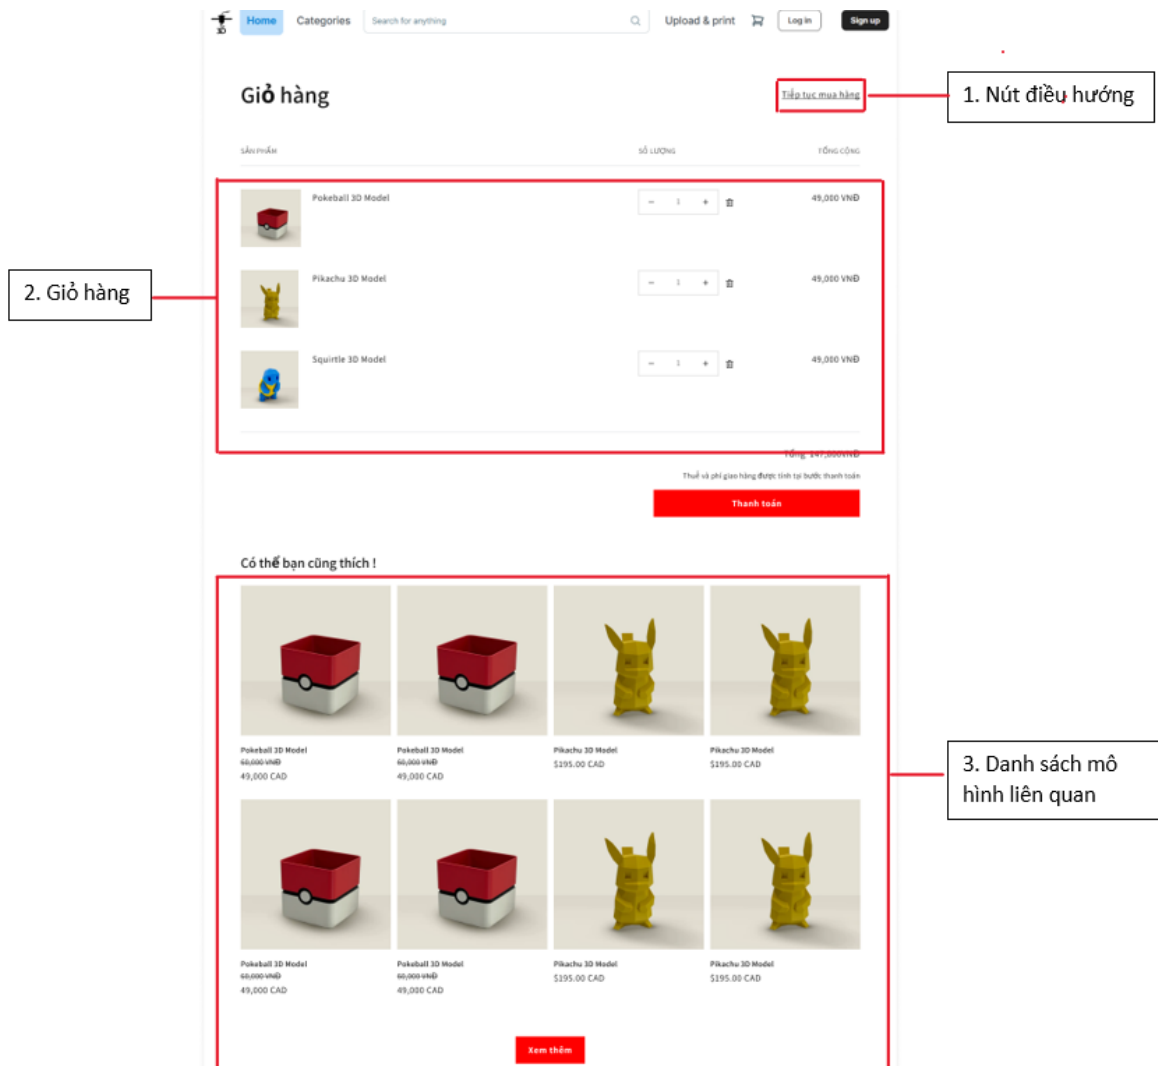 3D
Home Categories Search for anything Upload & print Log in Sign up
Giỏ hàng
Tiếp tục mua hàng
1. Nút điều hướng
SẢN PHẨM SỐ LƯỢNG TỔNG CỘNG
Pokeball 3D Model − 1 + 49,000 VNĐ
Pikachu 3D Model − 1 + 49,000 VNĐ
2. Giỏ hàng
Squirtle 3D Model − 1 + 49,000 VNĐ
Tổng 147,000VNĐ
Thuế và phí giao hàng được tính tại bước thanh toán
Thanh toán
Có thể bạn cũng thích !
Pokeball 3D Model Pokeball 3D Model Pikachu 3D Model Pikachu 3D Model
60,000 VNĐ 60,000 VNĐ $195.00 CAD $195.00 CAD
49,000 CAD 49,000 CAD
3. Danh sách mô
hình liên quan
Pokeball 3D Model Pokeball 3D Model Pikachu 3D Model Pikachu 3D Model
60,000 VNĐ 60,000 VNĐ $195.00 CAD $195.00 CAD
49,000 CAD 49,000 CAD
Xem thêm